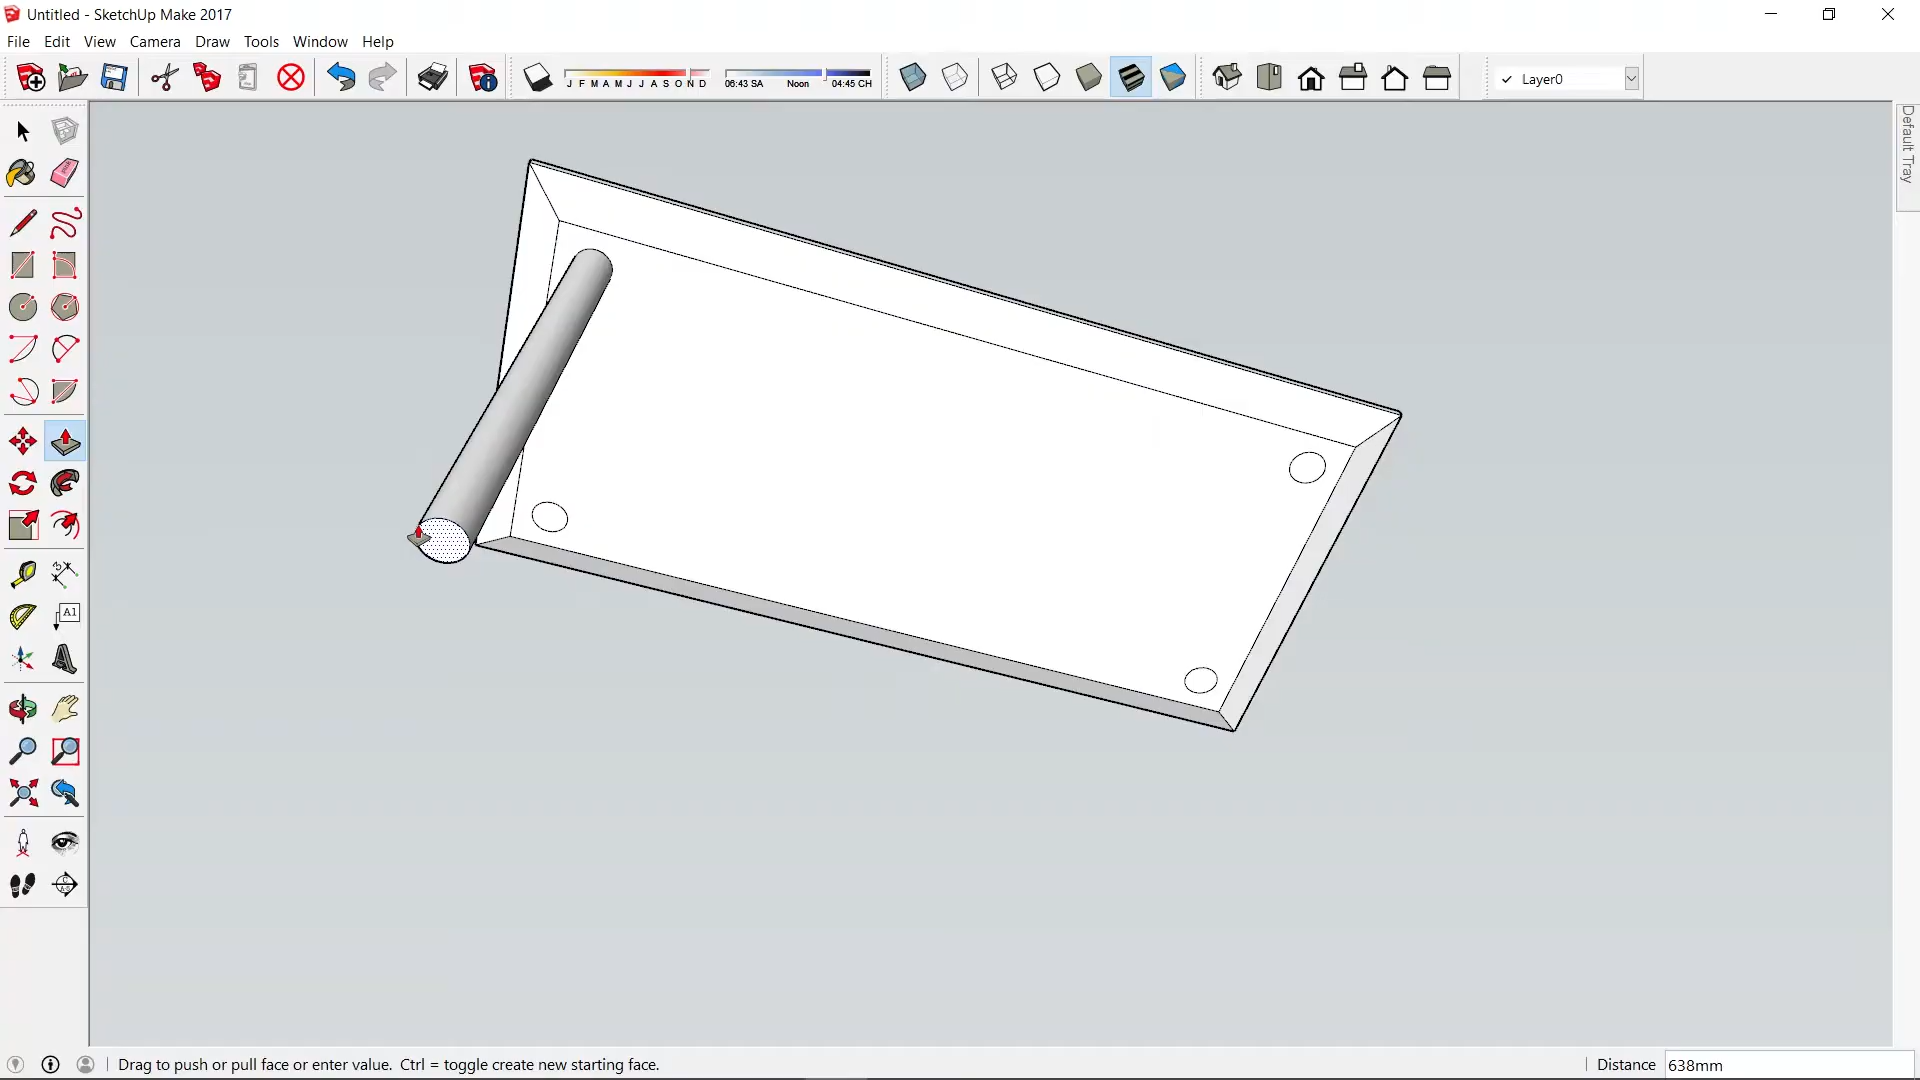 Untitled - SketchUp Make 2017
File Edit View Camera Draw Tools Window Help
J F M A M J J A S O N D
06:43 SA Noon 04:45 CH
Layer0
Default Tray
A1
Drag to push or pull face or enter value. Ctrl = toggle create new starting face.
Distance 638mm